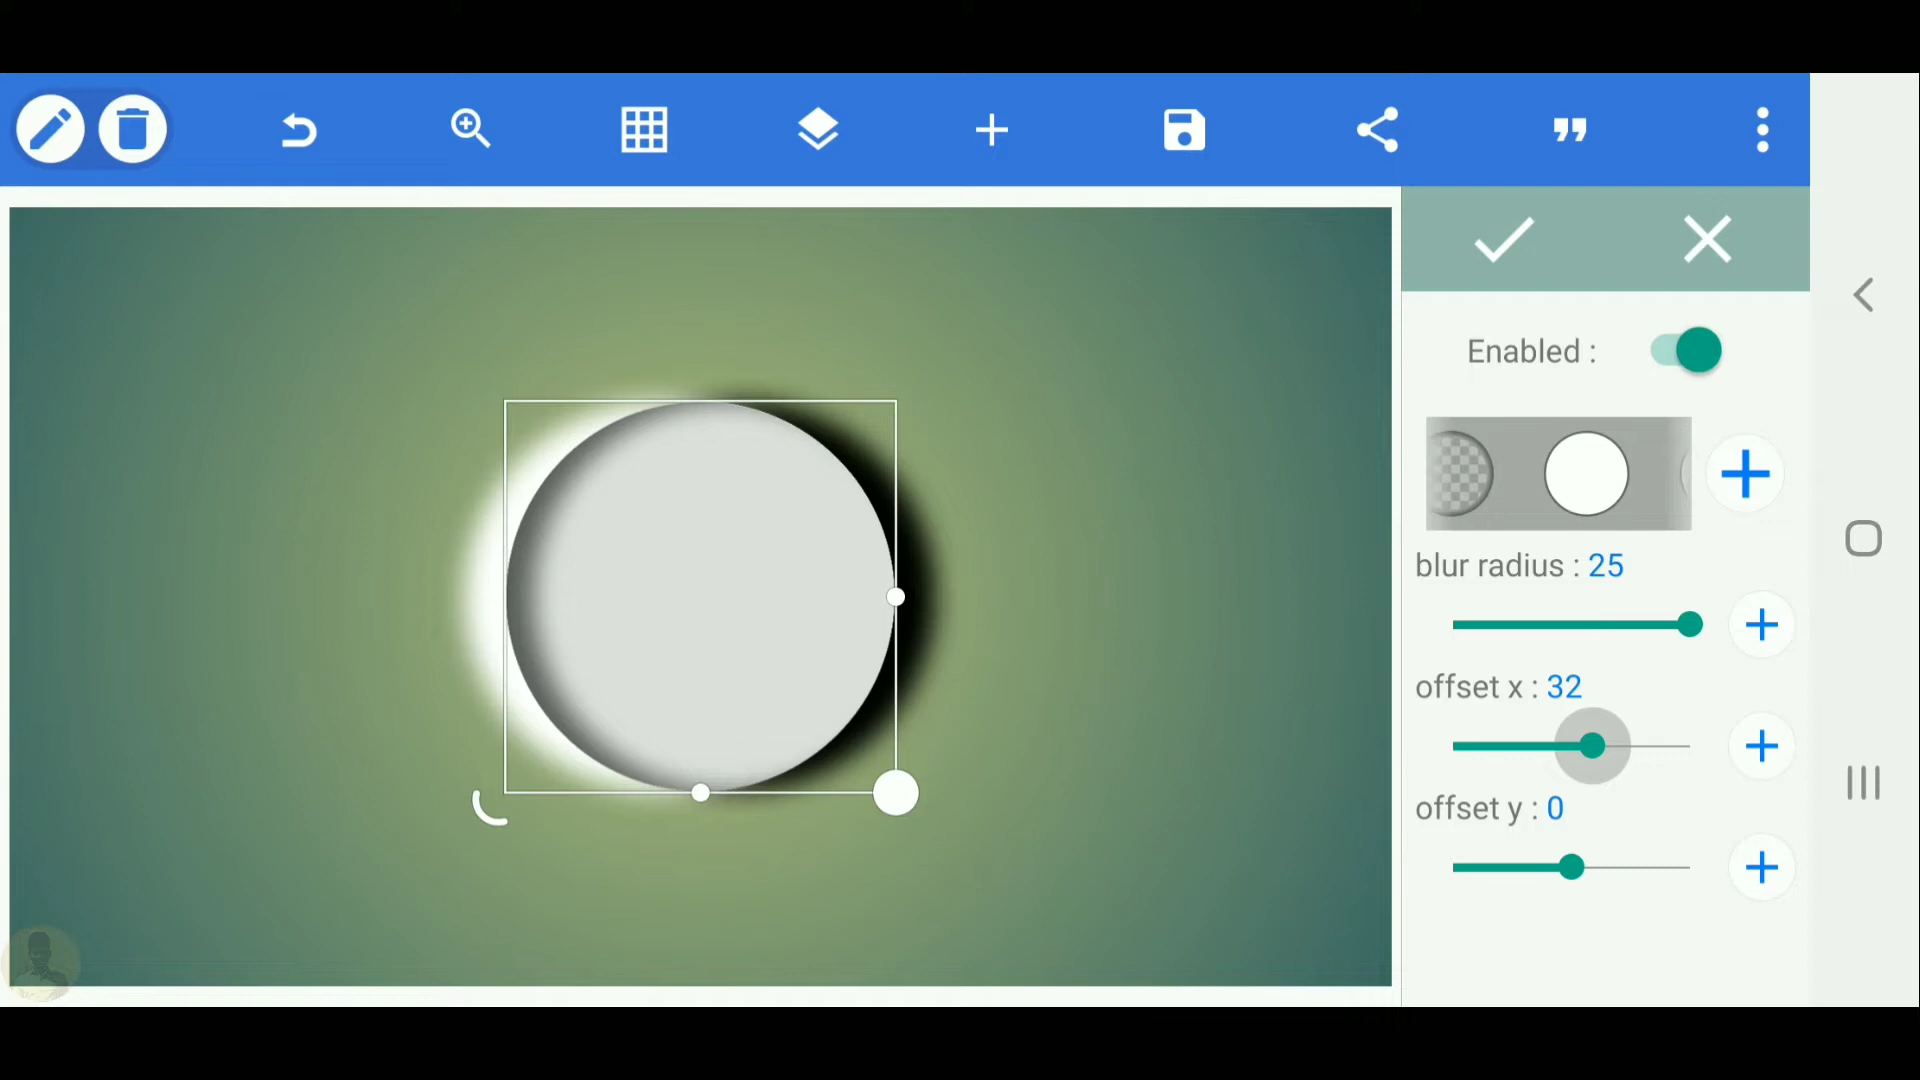 Enabled :
blur radius : 25
offset x : 32
offset y : 0